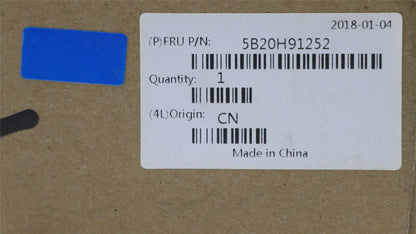 2018-01-04
(P)FRU P/N: 5B20H91252
Quantity: 1
(4L)Origin: CN
Made in China